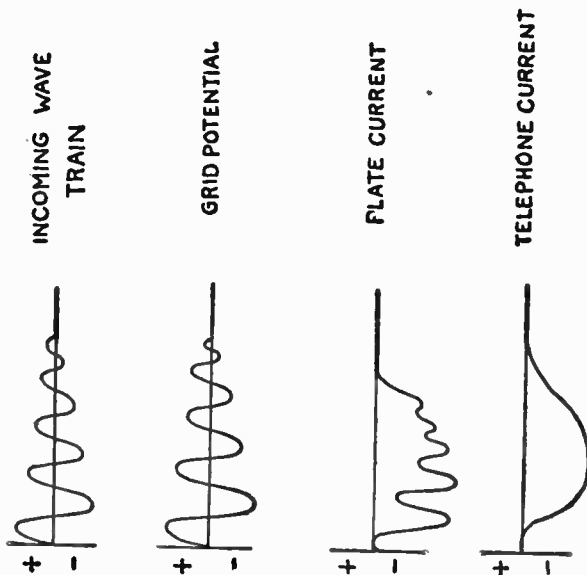 INCOMING WAVE
TRAIN
GRID POTENTIAL
PLATE CURRENT
TELEPHONE CURRENT
+
-
+
-
+
-
+
-